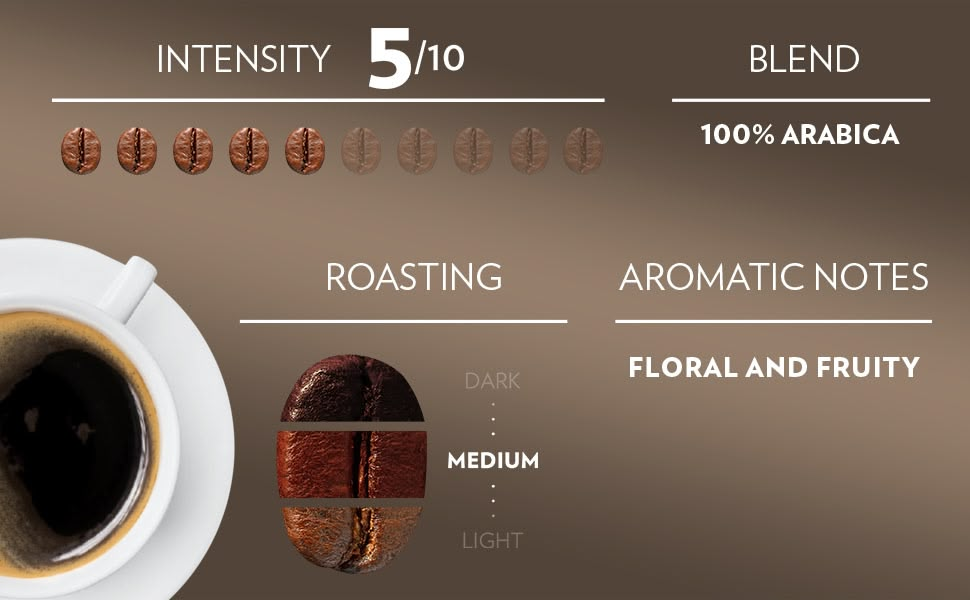 INTENSITY 5/10
BLEND
100% ARABICA
ROASTING
AROMATIC NOTES
FLORAL AND FRUITY
DARK
MEDIUM
LIGHT